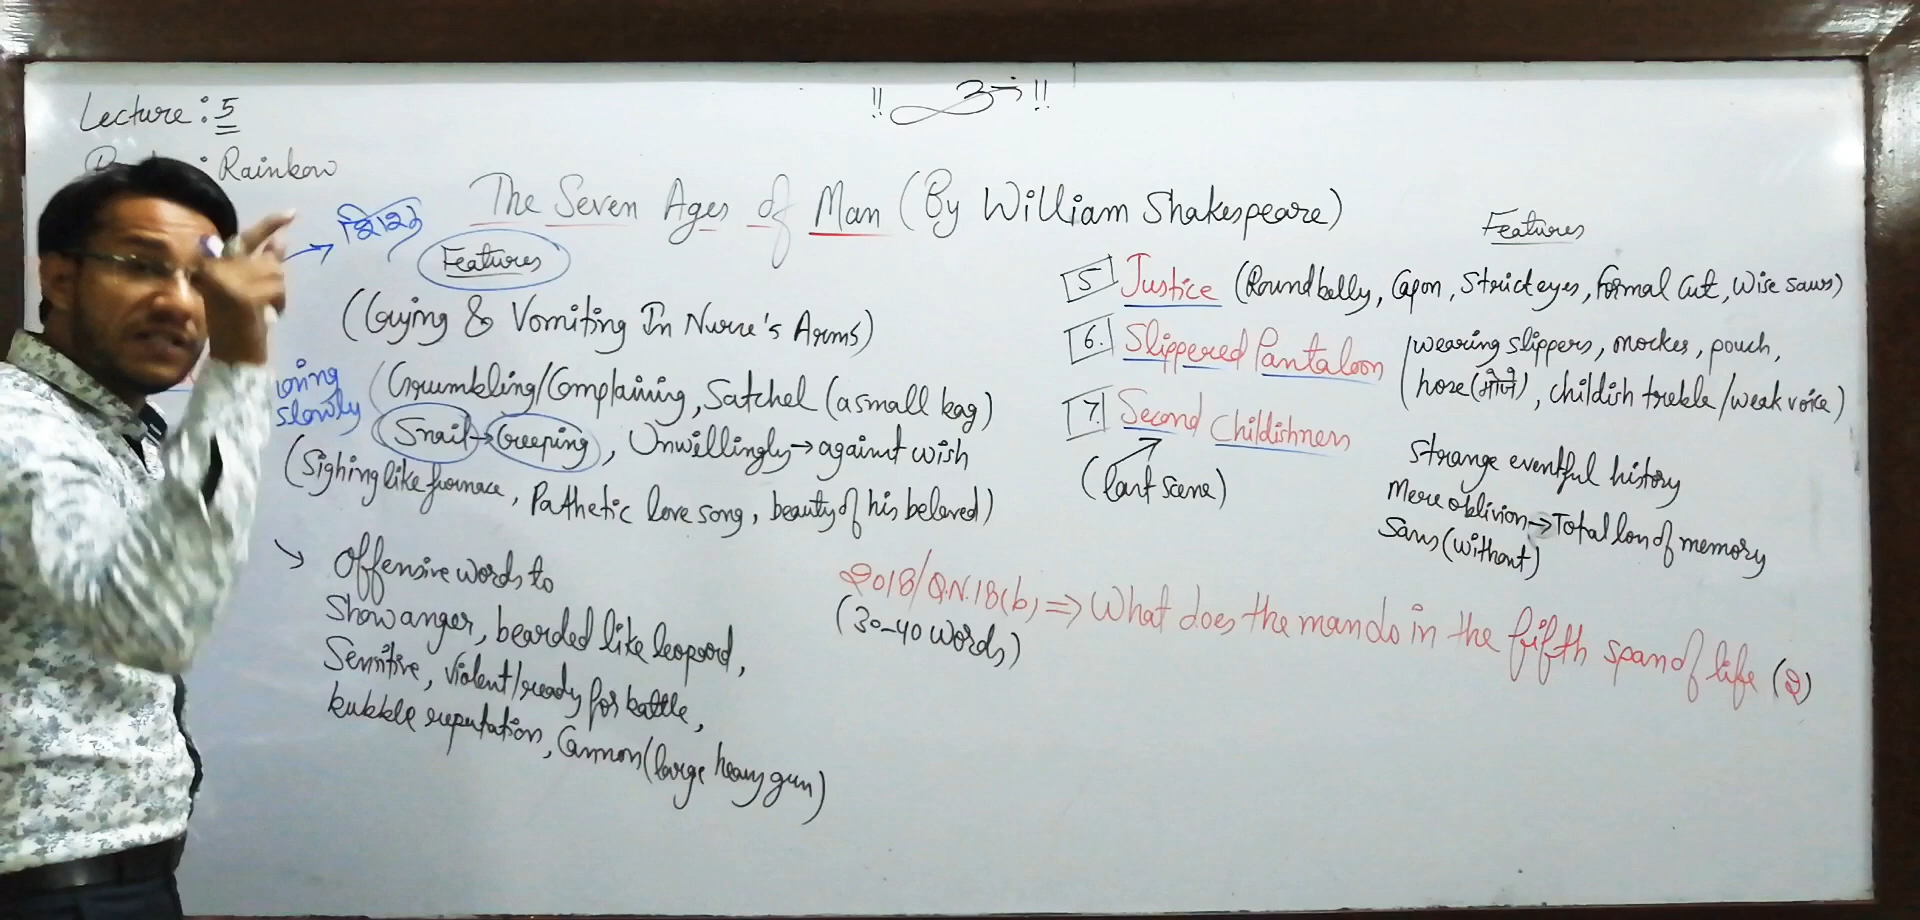 !! ॐ !!
Lecture: 5
: Rainbow
The Seven Ages of Man (By William Shakespeare)
Features
(Crying & Vomiting In Nurse's Arms)
slowly
(Grumbling/Complaining, Satchel (a small bag)
Snail → Creeping, Unwillingly → against wish
(Sighing like furnace, Pathetic love song, beauty of his beloved)
→ Offensive words to
Show anger, bearded like leopard,
Sensitive, Violent/ready for battle,
bubble reputation, Cannon (large heavy gun)
Features
5 Justice (Round belly, Capon, Strict eyes, formal Cut, Wise saws)
6. Slippered Pantaloon (wearing slippers, mockes, pouch,
hose (मोजे), childish treble/weak voice)
7. Second Childishness
(last scene)
Strange eventful history
Mere oblivion → Total loss of memory
Sans (without)
2018/Q.N.18(b) ⇒ What does the man do in the fifth span of life (2)
(30-40 words)